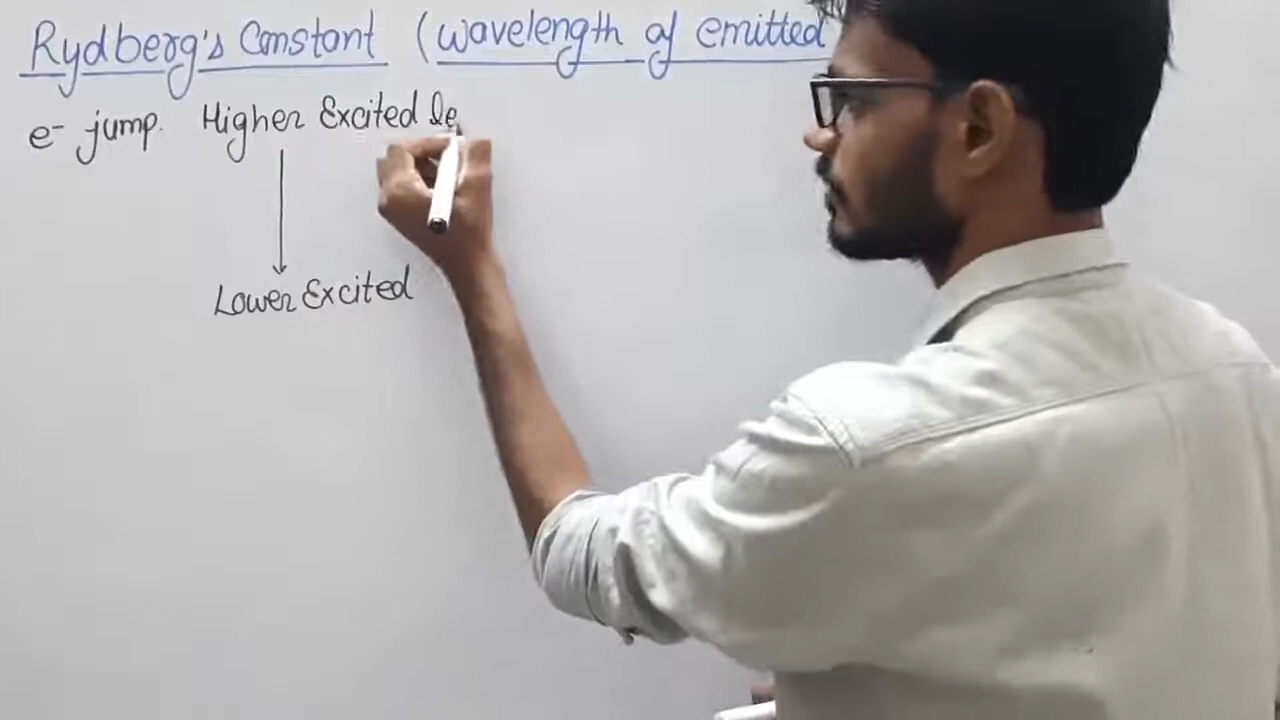 Rydberg's Constant (wavelength of emitted
e⁻ jump. Higher Excited le
Lower Excited